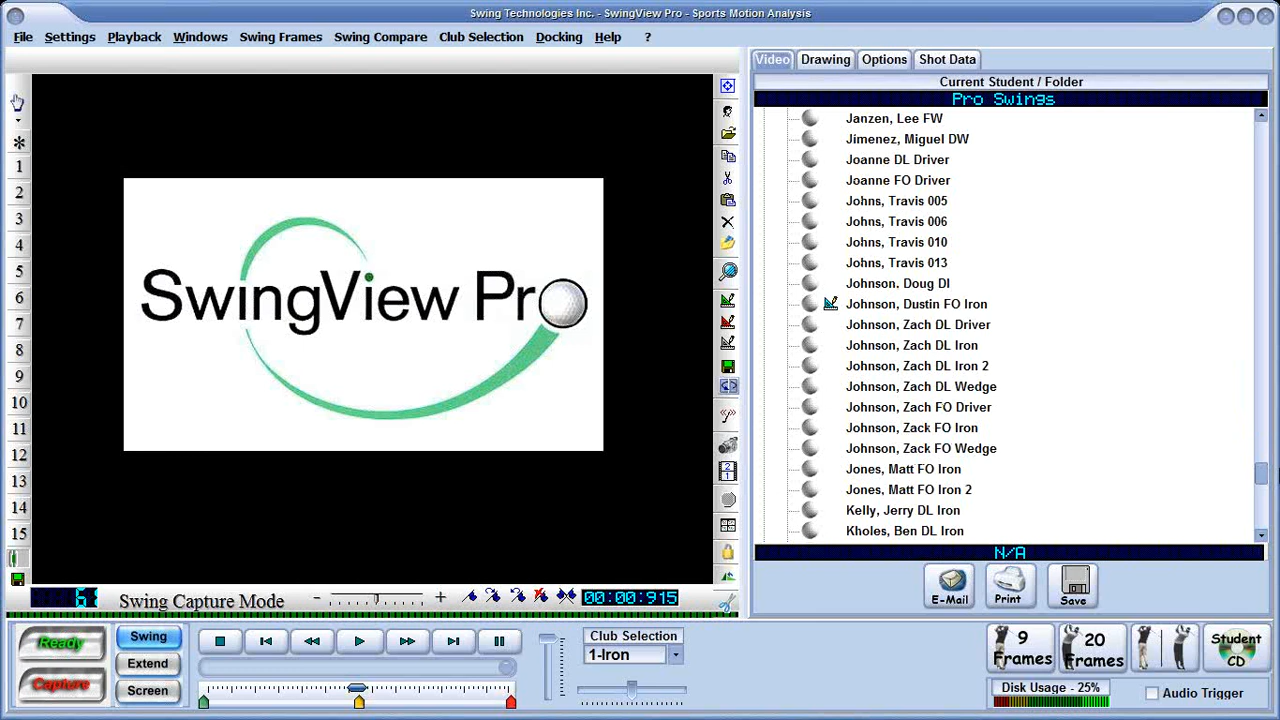 Swing Technologies Inc. - SwingView Pro - Sports Motion Analysis
File Settings Playback Windows Swing Frames Swing Compare Club Selection Docking Help ?
Video Drawing Options Shot Data
Current Student / Folder
Pro Swings
Janzen, Lee FW
Jimenez, Miguel DW
Joanne DL Driver
Joanne FO Driver
Johns, Travis 005
Johns, Travis 006
Johns, Travis 010
Johns, Travis 013
Johnson, Doug Dl
Johnson, Dustin FO Iron
Johnson, Zach DL Driver
Johnson, Zach DL Iron
Johnson, Zach DL Iron 2
Johnson, Zach DL Wedge
Johnson, Zach FO Driver
Johnson, Zack FO Iron
Johnson, Zack FO Wedge
Jones, Matt FO Iron
Jones, Matt FO Iron 2
Kelly, Jerry DL Iron
Kholes, Ben DL Iron
N/A
E-Mail Print Save
1
2
3
4
5
6
7
8
9
10
11
12
13
14
15
SwingView Pro
Swing Capture Mode
- +
00:00:915
Ready
Capture
Swing
Extend
Screen
Club Selection
1-Iron
9 Frames
20 Frames
Student CD
Disk Usage - 25%
Audio Trigger